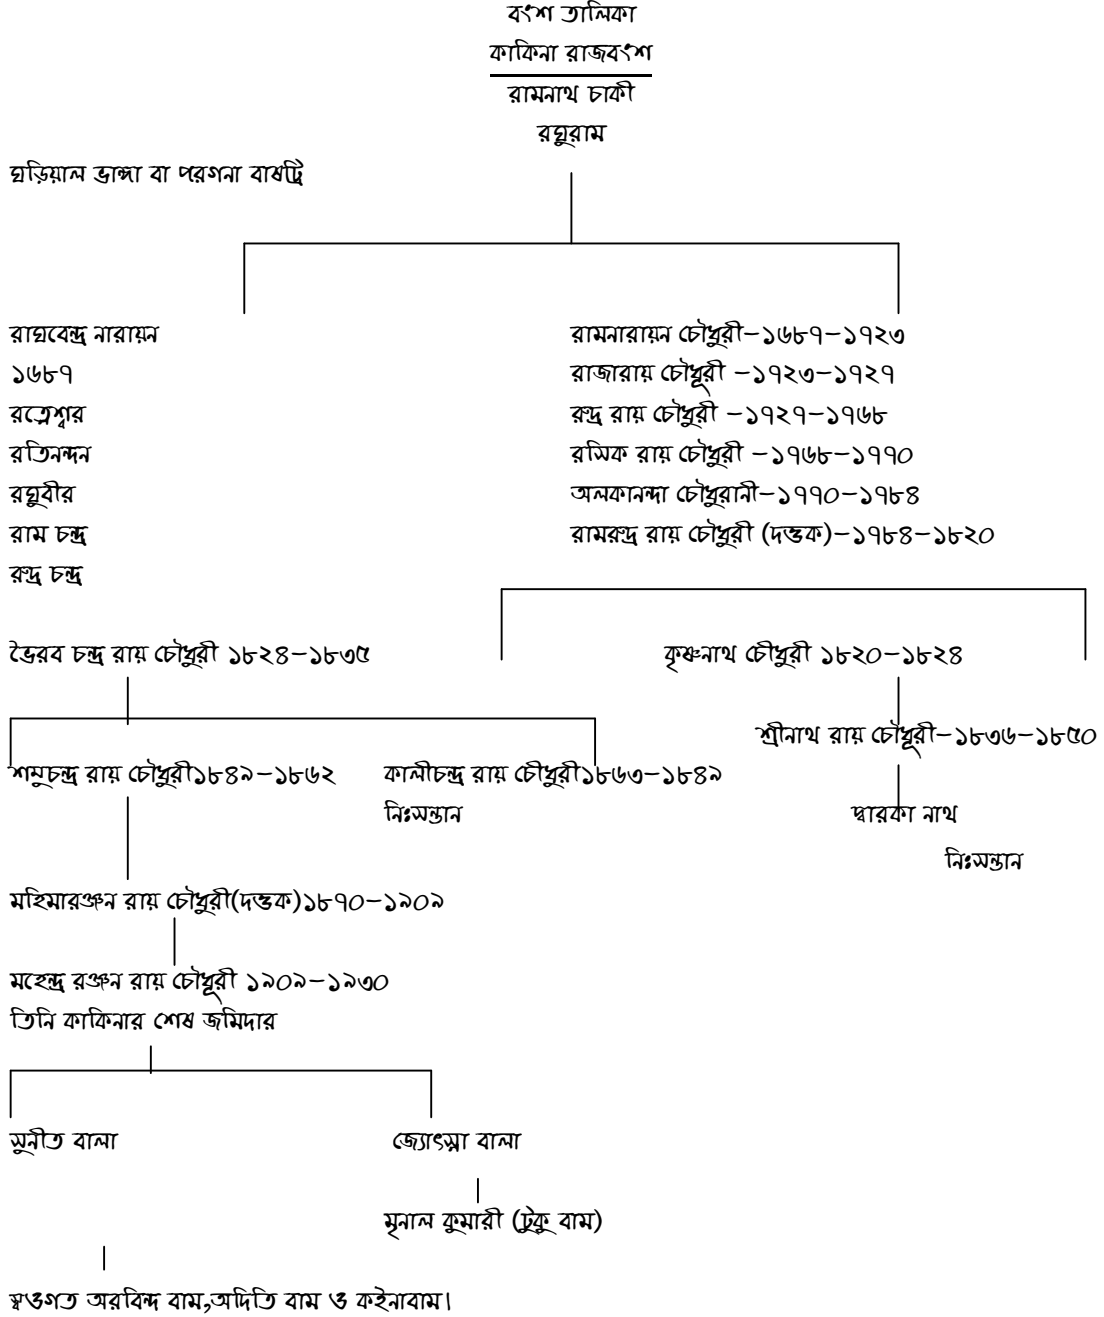 বংশ তালিকা
কাকিনা রাজবংশ
রামনাথ চাকী
রঘুরাম
ঘড়িয়াল ডাঙ্গা বা পরগনা বাষট্টি
রাঘবেন্দ্র নারায়ন
রামনারায়ন চৌধুরী–১৬৮৭–১৭২৩
১৬৮৭
রাজারায় চৌধুরী –১৭২৩–১৭২৭
রত্নেশ্বর
রুদ্র রায় চৌধুরী –১৭২৭–১৭৬৮
রতিনন্দন
রসিক রায় চৌধুরী –১৭৬৮–১৭৭০
রঘুবীর
অলকানন্দা চৌধুরানী–১৭৭০–১৭৮৪
রাম চন্দ্র
রামরুদ্র রায় চৌধুরী (দত্তক)–১৭৮৪–১৮২০
রুদ্র চন্দ্র
ভৈরব চন্দ্র রায় চৌধুরী ১৮২৪–১৮৩৫
কৃষ্ণনাথ চৌধুরী ১৮২০–১৮২৪
শ্রীনাথ রায় চৌধুরী–১৮৩৬–১৮৫০
শম্ভুচন্দ্র রায় চৌধুরী১৮৪৯–১৮৬২
কালীচন্দ্র রায় চৌধুরী১৮৬৩–১৮৪৯
নিঃসন্তান
দ্বারকা নাথ
নিঃসন্তান
মহিমারঞ্জন রায় চৌধুরী(দত্তক)১৮৭০–১৯০৯
মহেন্দ্র রঞ্জন রায় চৌধুরী ১৯০৯–১৯৩০
তিনি কাকিনার শেষ জমিদার
সুনীত বালা
জ্যোৎস্না বালা
মৃনাল কুমারী (টুকু বাম)
অরবিন্দ বাম,অদিতি বাম ও কইনাবাম।